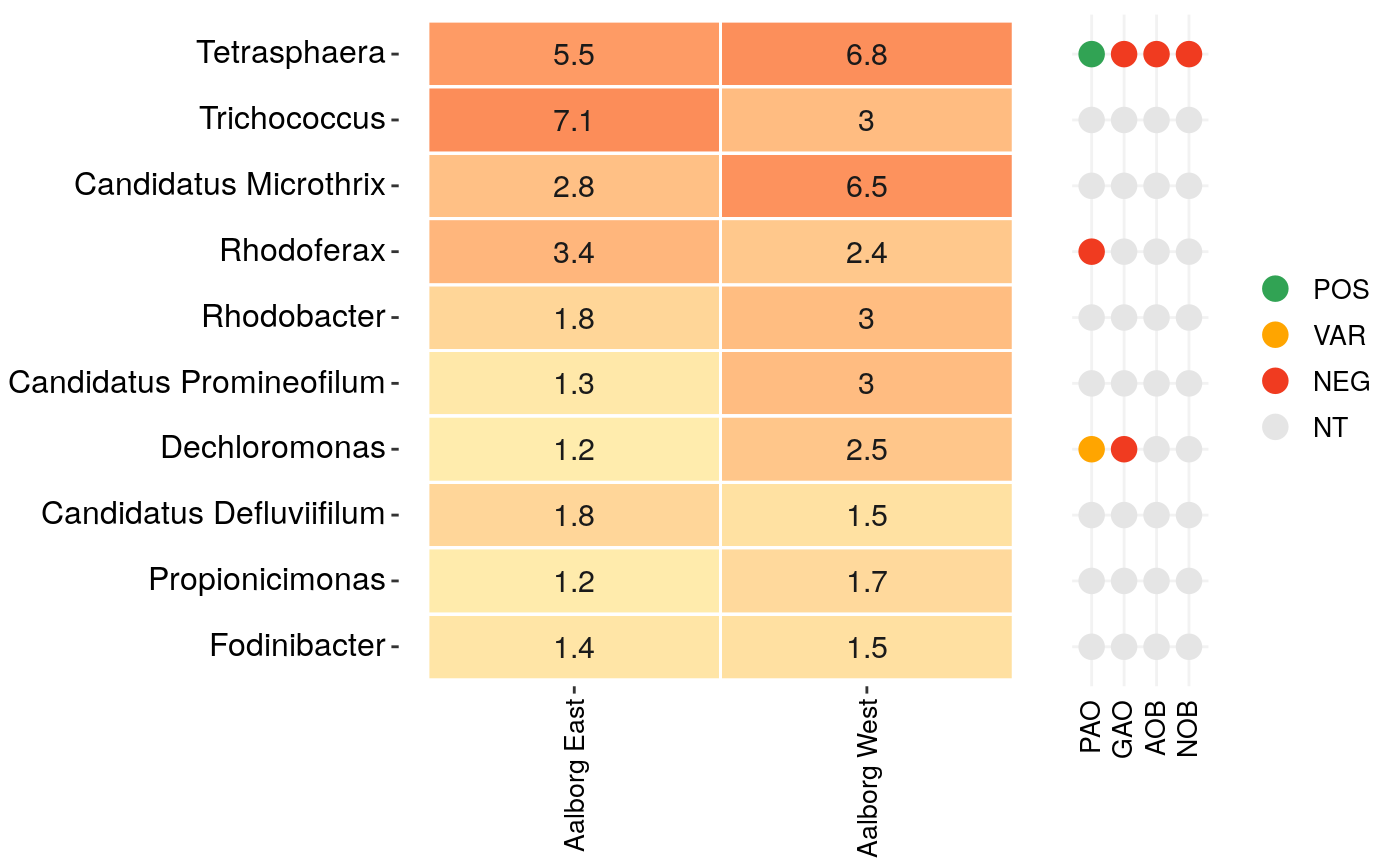 Tetrasphaera 5.5 6.8
Trichococcus 7.1 3
Candidatus Microthrix 2.8 6.5
Rhodoferax 3.4 2.4
Rhodobacter 1.8 3
Candidatus Promineofilum 1.3 3
Dechloromonas 1.2 2.5
Candidatus Defluviifilum 1.8 1.5
Propionicimonas 1.2 1.7
Fodinibacter 1.4 1.5
Aalborg East
Aalborg West
PAO
GAO
AOB
NOB
POS
VAR
NEG
NT